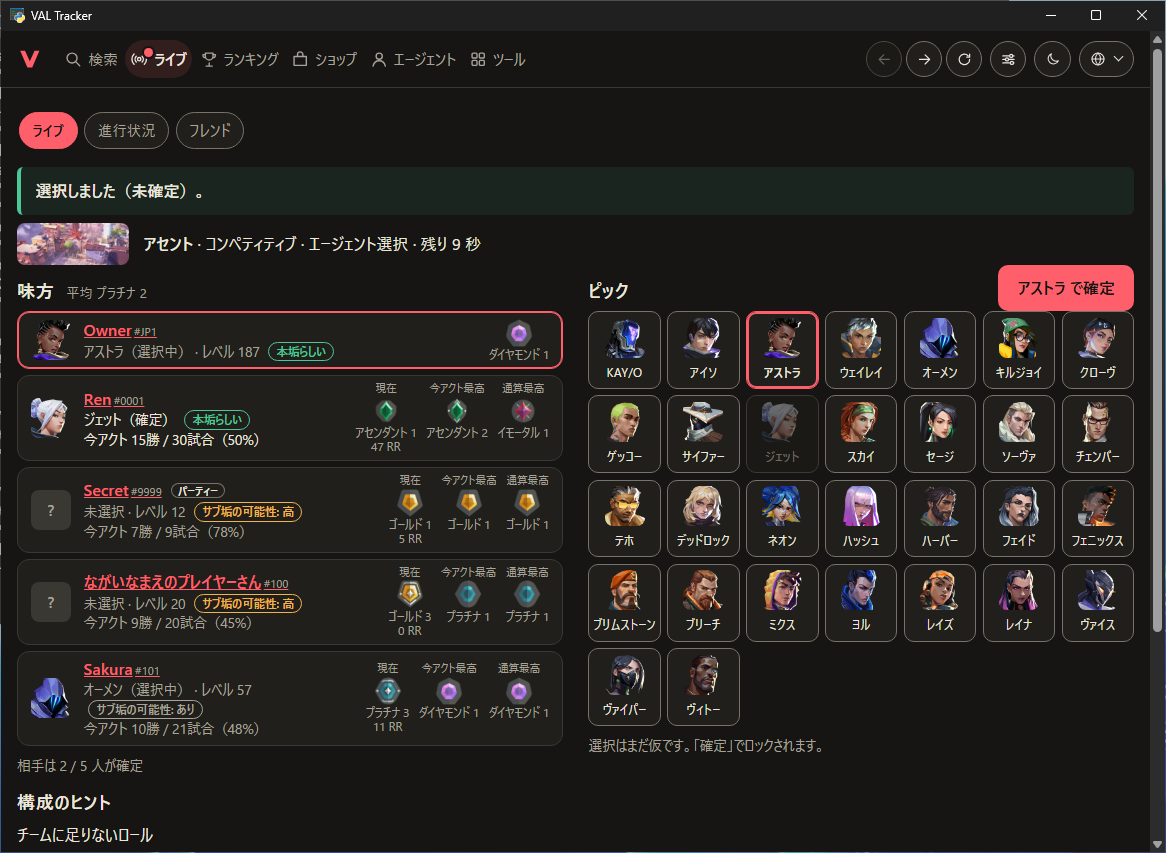 VAL Tracker
検索 ライブ ランキング ショップ エージェント ツール
ライブ 進行状況 フレンド
選択しました（未確定）。
アセント · コンペティティブ · エージェント選択 · 残り 9 秒
味方 平均 プラチナ 2
Owner #JP1
アストラ（選択中） · レベル 187 本垢らしい
ダイヤモンド 1
Ren #0001
ジェット（確定） 本垢らしい
今アクト 15勝 / 30試合（50%）
現在 今アクト最高 通算最高
アセンダント 1 アセンダント 2 イモータル 1
47 RR
Secret #9999 パーティー
未選択 · レベル 12 サブ垢の可能性: 高
今アクト 7勝 / 9試合（78%）
現在 今アクト最高 通算最高
ゴールド 1 ゴールド 1 ゴールド 1
5 RR
?
ながいなまえのプレイヤーさん #100
未選択 · レベル 20 サブ垢の可能性: 高
今アクト 9勝 / 20試合（45%）
現在 今アクト最高 通算最高
ゴールド 3 プラチナ 1 プラチナ 1
0 RR
?
Sakura #101
オーメン（選択中） · レベル 57
サブ垢の可能性: あり
今アクト 10勝 / 21試合（48%）
現在 今アクト最高 通算最高
プラチナ 3 ダイヤモンド 1 ダイヤモンド 1
11 RR
相手は 2 / 5 人が確定
構成のヒント
チームに足りないロール
ピック
アストラ で確定
KAY/O アイソ アストラ ウェイレイ オーメン キルジョイ クローヴ
ゲッコー サイファー ジェット スカイ セージ ソーヴァ チェンバー
テホ デッドロック ネオン ハッシュ ハーバー フェイド フェニックス
ブリムストーン ブリーチ ミクス ヨル レイズ レイナ ヴァイス
ヴァイパー ヴィトー
選択はまだ仮です。「確定」でロックされます。